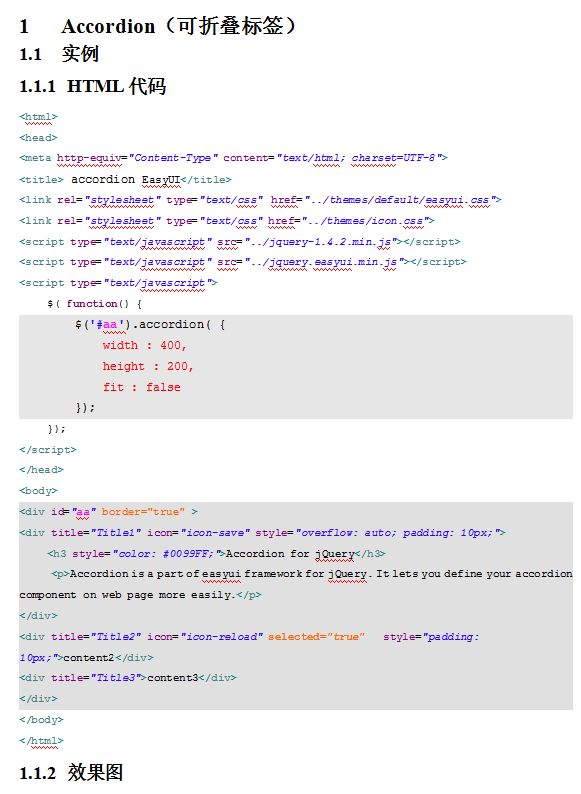 1 Accordion（可折叠标签）
1.1 实例
1.1.1 HTML 代码
<html>
<head>
<meta http-equiv="Content-Type" content="text/html; charset=UTF-8">
<title> accordion EasyUI</title>
<link rel="stylesheet" type="text/css" href="../themes/default/easyui.css">
<link rel="stylesheet" type="text/css" href="../themes/icon.css">
<script type="text/javascript" src="../jquery-1.4.2.min.js"></script>
<script type="text/javascript" src="../jquery.easyui.min.js"></script>
<script type="text/javascript">
$( function() {
$('#aa').accordion( {
width : 400,
height : 200,
fit : false
});
});
</script>
</head>
<body>
<div id="aa" border="true" >
<div title="Title1" icon="icon-save" style="overflow: auto; padding: 10px;">
<h3 style="color: #0099FF;">Accordion for jQuery</h3>
<p>Accordion is a part of easyui framework for jQuery. It lets you define your accordion
component on web page more easily.</p>
</div>
<div title="Title2" icon="icon-reload" selected="true" style="padding:
10px;">content2</div>
<div title="Title3">content3</div>
</div>
</body>
</html>
1.1.2 效果图